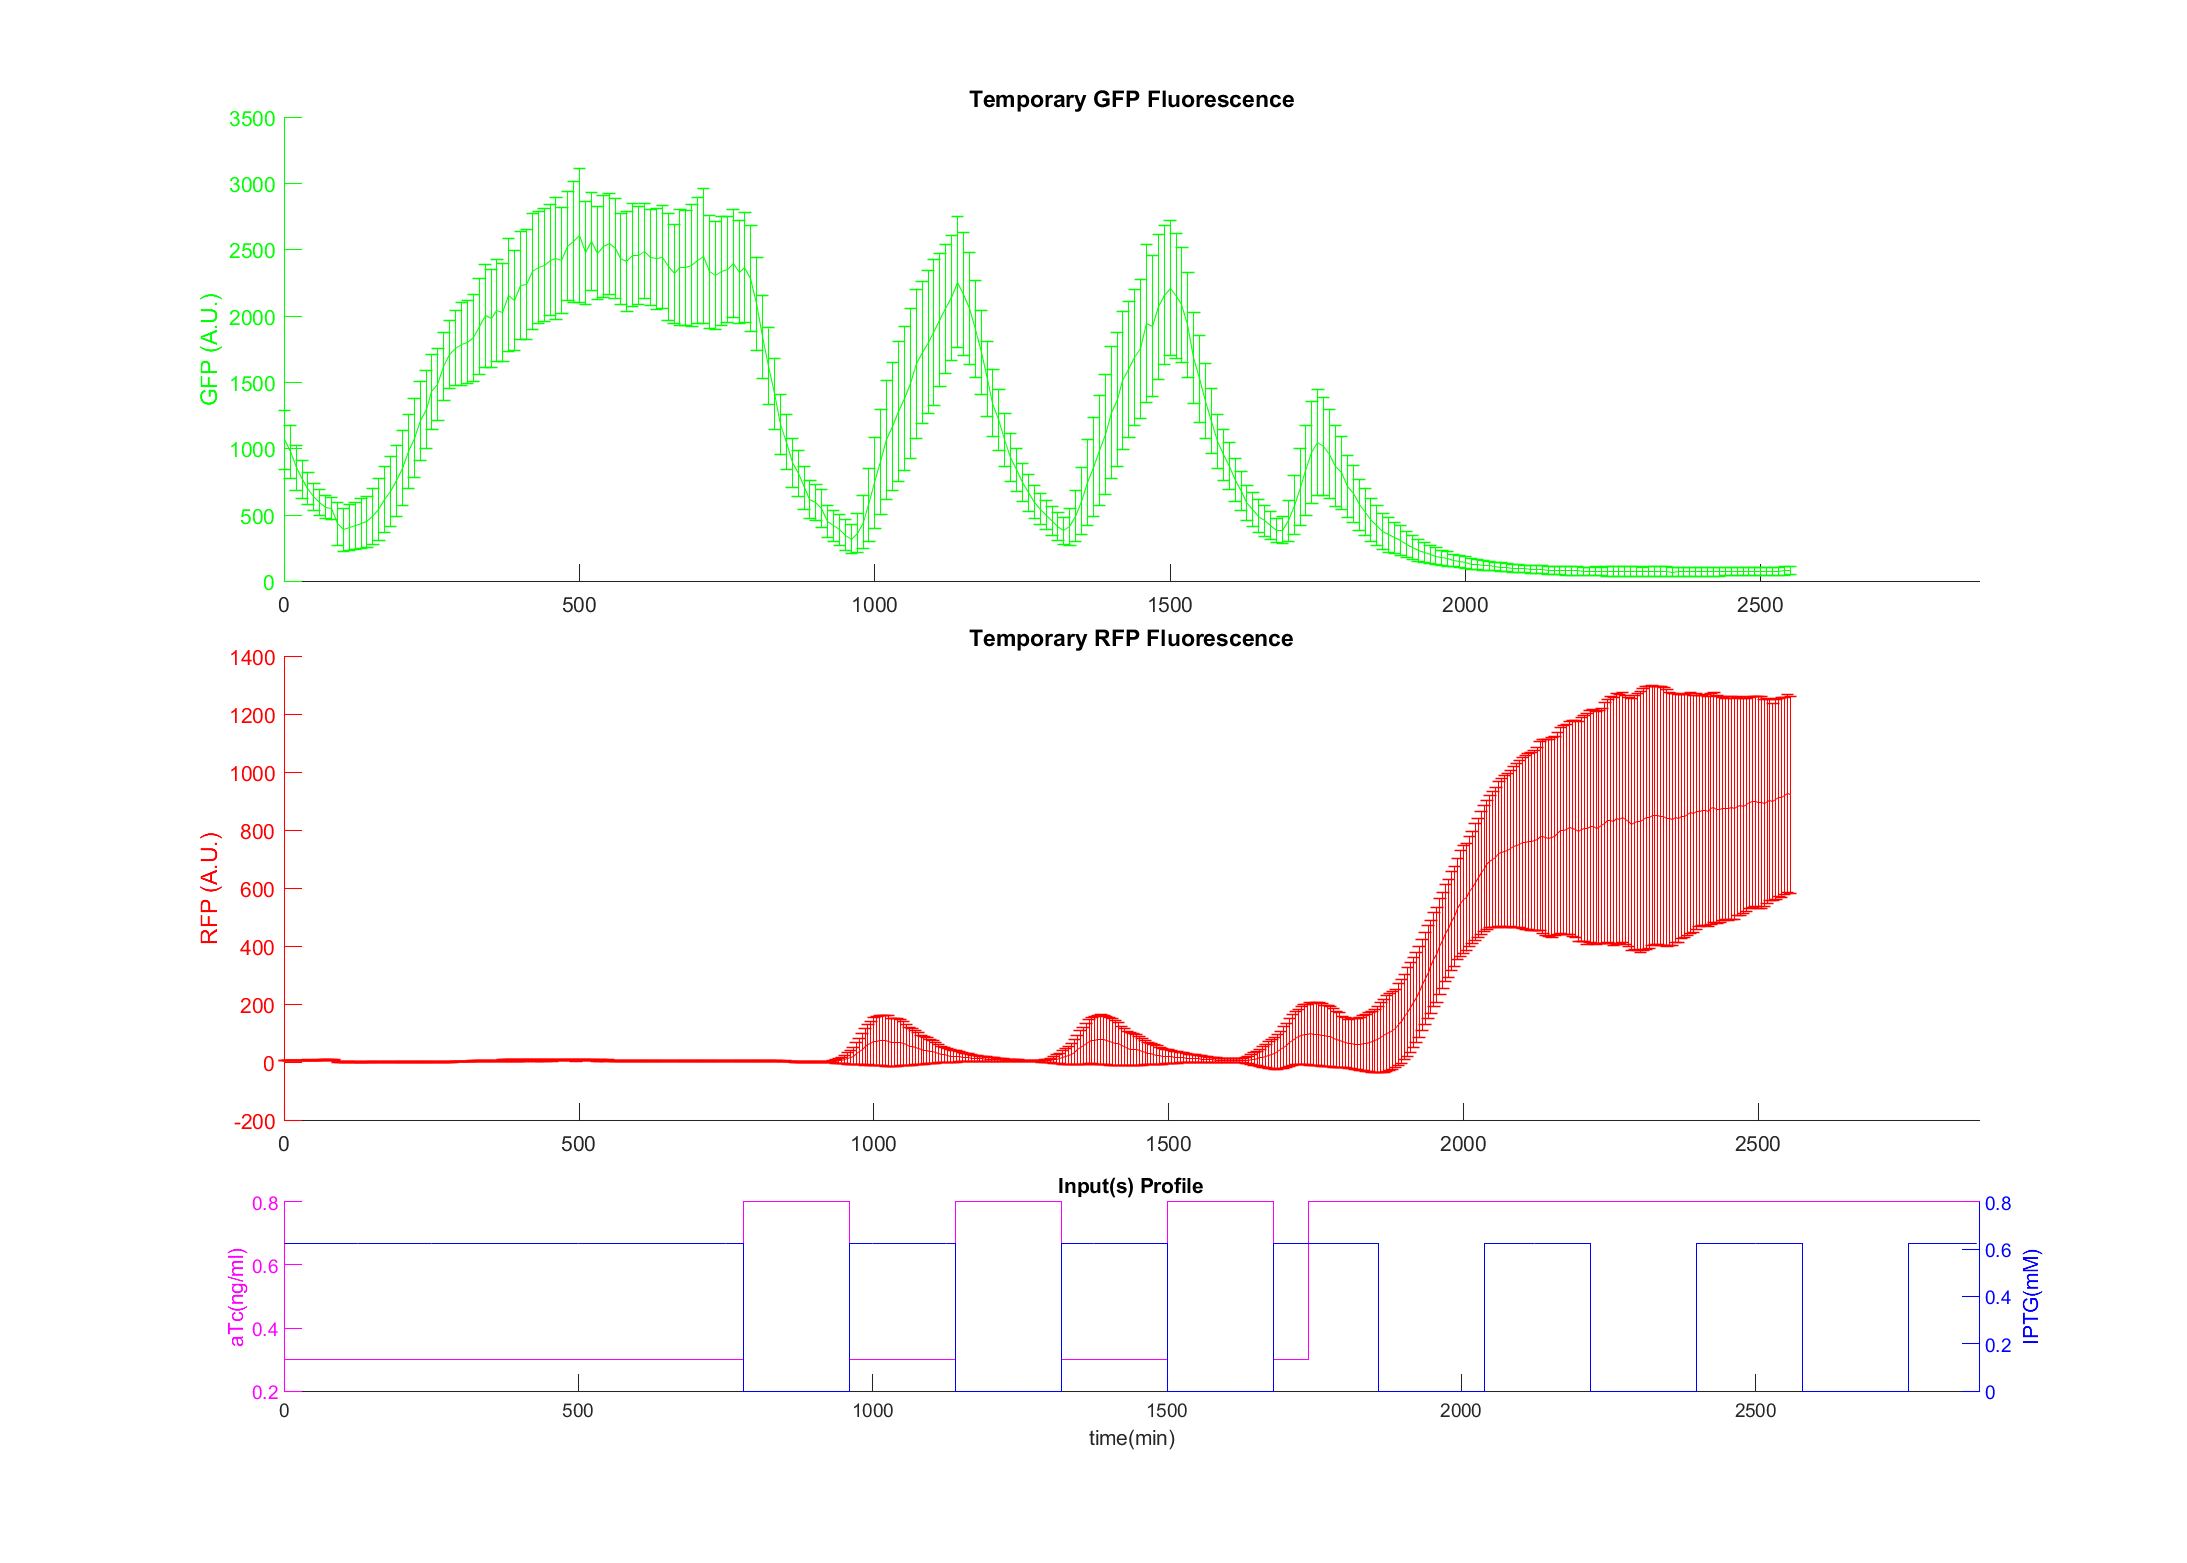 Temporary GFP Fluorescence
3500
3000
2500
2000
1500
1000
500
0
GFP (A.U.)
0 500 1000 1500 2000 2500
Temporary RFP Fluorescence
1400
1200
1000
800
600
400
200
0
-200
RFP (A.U.)
0 500 1000 1500 2000 2500
Input(s) Profile
0.8
0.6
0.4
0.2
aTc(ng/ml)
0.8
0.6
0.4
0.2
0
IPTG(mM)
0 500 1000 1500 2000 2500
time(min)